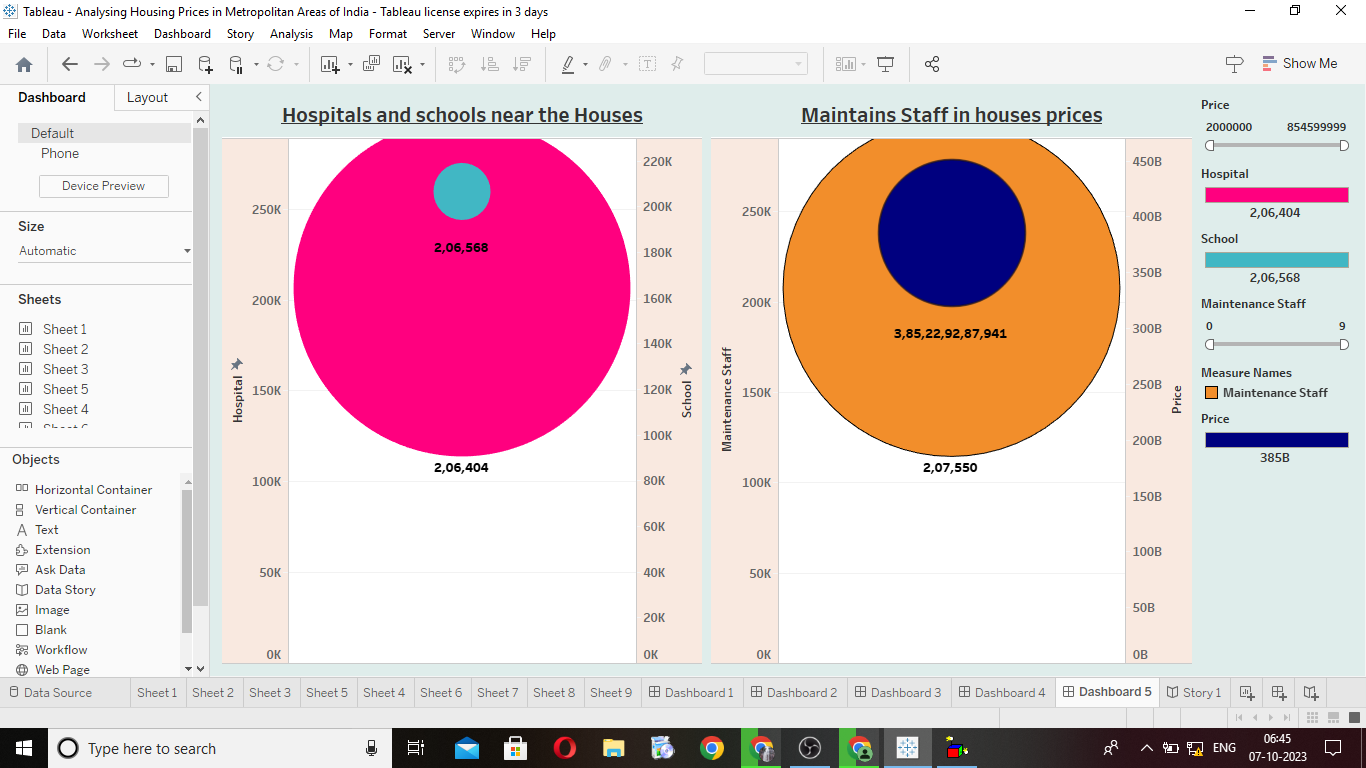 Tableau - Analysing Housing Prices in Metropolitan Areas of India - Tableau license expires in 3 days
File Data Worksheet Dashboard Story Analysis Map Format Server Window Help
Show Me
Dashboard Layout
Default
Phone
Device Preview
Size
Automatic
Sheets
Sheet 1
Sheet 2
Sheet 3
Sheet 5
Sheet 4
Objects
Horizontal Container
Vertical Container
Text
Extension
Ask Data
Data Story
Image
Blank
Workflow
Web Page
Hospitals and schools near the Houses
Hospital
250K
200K
150K
100K
50K
0K
2,06,568
2,06,404
220K
200K
180K
160K
140K
120K
100K
80K
60K
40K
20K
0K
School
Maintains Staff in houses prices
Maintenance Staff
250K
200K
150K
100K
50K
0K
3,85,22,92,87,941
2,07,550
450B
400B
350B
300B
250B
200B
150B
100B
50B
0B
Price
Price
2000000 854599999
Hospital
2,06,404
School
2,06,568
Maintenance Staff
0 9
Measure Names
Maintenance Staff
Price
385B
Data Source Sheet 1 Sheet 2 Sheet 3 Sheet 5 Sheet 4 Sheet 6 Sheet 7 Sheet 8 Sheet 9 Dashboard 1 Dashboard 2 Dashboard 3 Dashboard 4 Dashboard 5 Story 1
Type here to search
ENG
06:45
07-10-2023